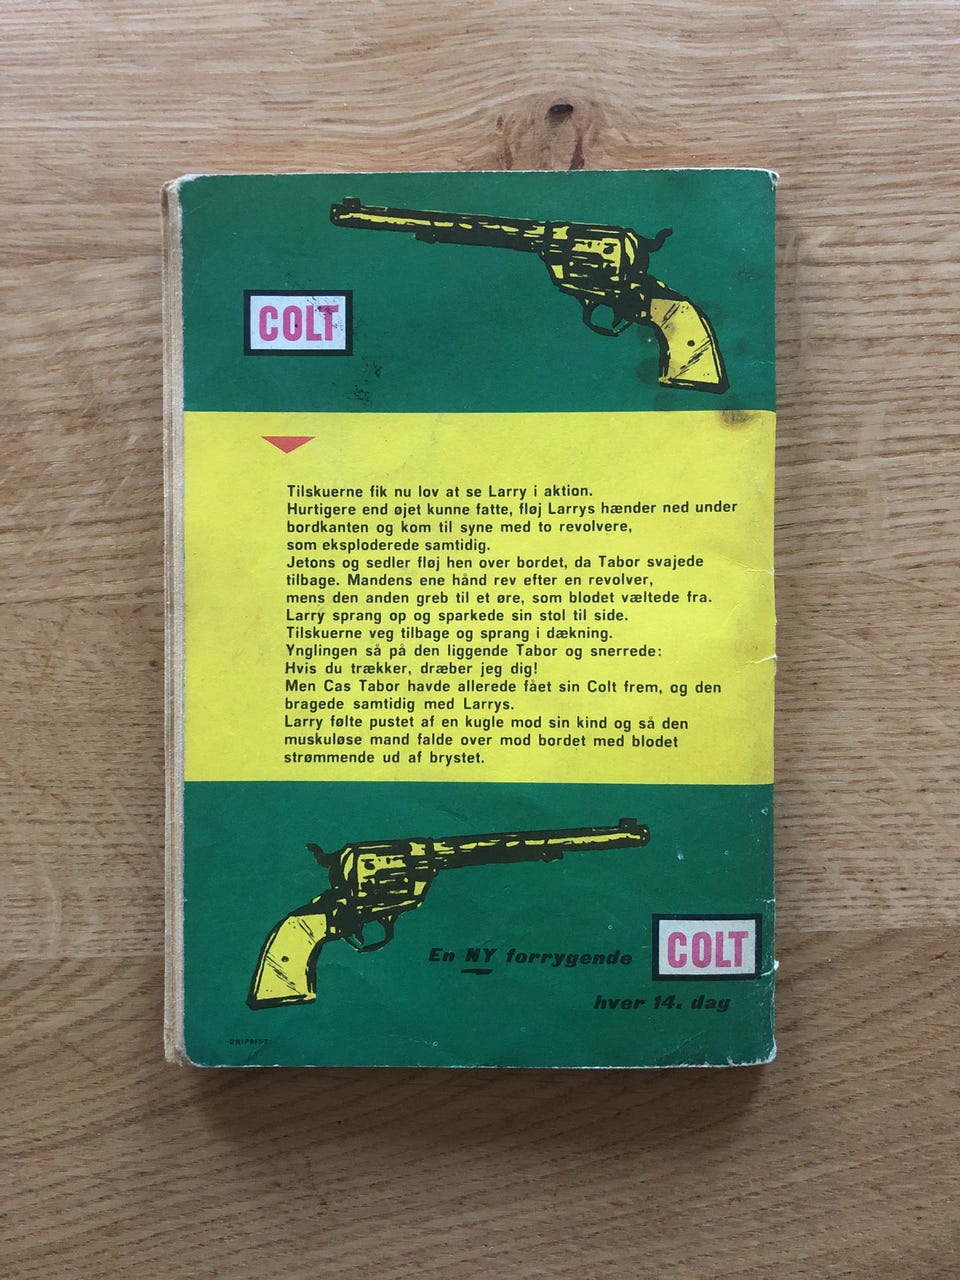 COLT
Tilskuerne fik nu lov at se Larry i aktion.
Hurtigere end øjet kunne fatte, fløj Larrys hænder ned under
bordkanten og kom til syne med to revolvere,
som eksploderede samtidig.
Jetons og sedler fløj hen over bordet, da Tabor svajede
tilbage. Mandens ene hånd rev efter en revolver,
mens den anden greb til et øre, som blodet væltede fra.
Larry sprang op og sparkede sin stol til side.
Tilskuerne veg tilbage og sprang i dækning.
Ynglingen så på den liggende Tabor og snerrede:
Hvis du trækker, dræber jeg dig!
Men Cas Tabor havde allerede fået sin Colt frem, og den
bragede samtidig med Larrys.
Larry følte pustet af en kugle mod sin kind og så den
muskuløse mand falde over mod bordet med blodet
strømmende ud af brystet.
En NY forrygende COLT
hver 14. dag
UNIPRINT